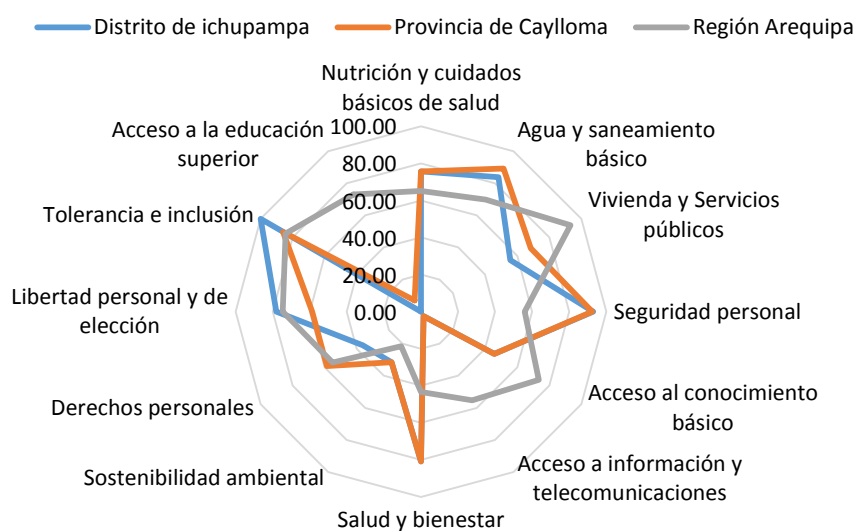 Distrito de ichupampa
Provincia de Caylloma
Región Arequipa
Nutrición y cuidados
básicos de salud
Agua y saneamiento
básico
Vivienda y Servicios
públicos
Seguridad personal
Acceso al conocimiento
básico
Acceso a información y
telecomunicaciones
Salud y bienestar
Sostenibilidad ambiental
Derechos personales
Libertad personal y de
elección
Tolerancia e inclusión
Acceso a la educación
superior
100.00
80.00
60.00
40.00
20.00
0.00